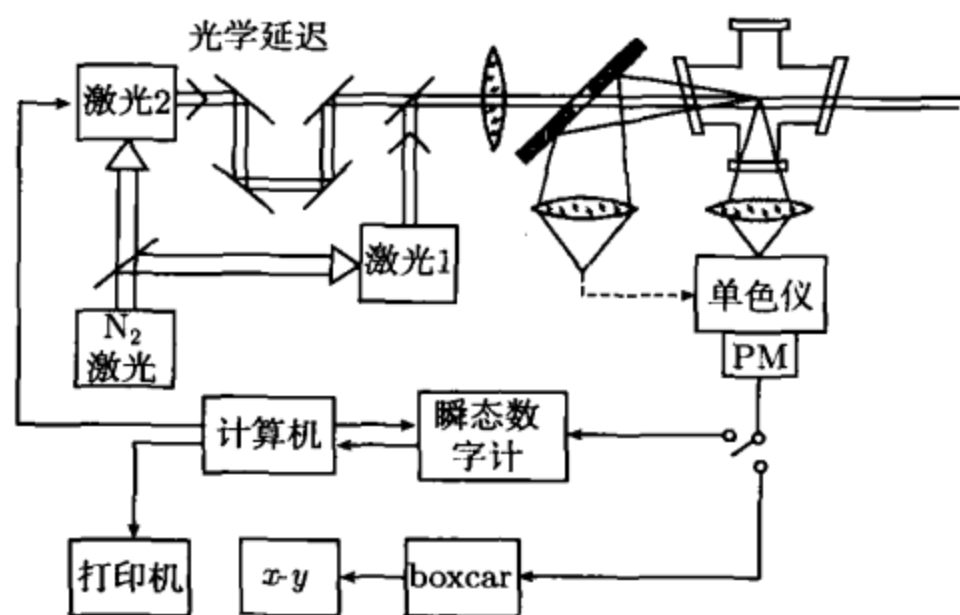 光学延迟
激光2
激光1
N₂
激光
单色仪
PM
计算机
瞬态数
字计
打印机
x-y
boxcar